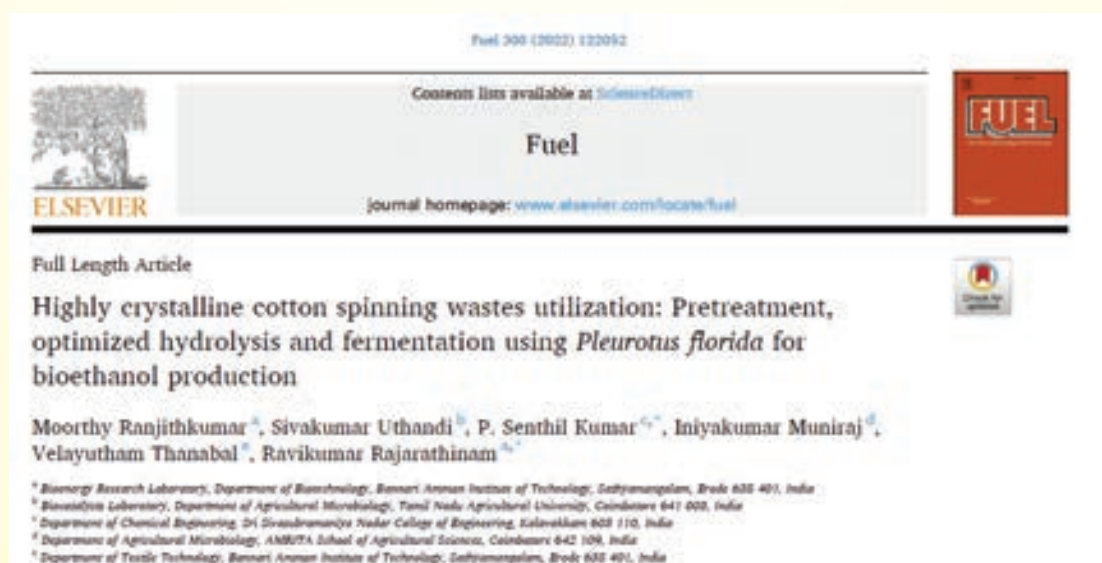 Fuel 300 (2022) 122052
Contents lists available at ScienceDirect
FUEL
Fuel
ELSEVIER
journal homepage: www.elsevier.com/locate/fuel
Full Length Article
Check for updates
Highly crystalline cotton spinning wastes utilization: Pretreatment,
optimized hydrolysis and fermentation using Pleurotus florida for
bioethanol production
Moorthy Ranjithkumar a, Sivakumar Uthandi b, P. Senthil Kumar c,*, Iniyakumar Muniraj d,
Velayutham Thanabal e, Ravikumar Rajarathinam a,*
a Bioenergy Research Laboratory, Department of Biotechnology, Bannari Amman Institute of Technology, Sathyamangalam, Erode 638 401, India
b Biocatalysts Laboratory, Department of Agricultural Microbiology, Tamil Nadu Agricultural University, Coimbatore 641 003, India
c Department of Chemical Engineering, Sri Sivasubramaniya Nadar College of Engineering, Kalavakkam 603 110, India
d Department of Agricultural Microbiology, AMRITA School of Agricultural Sciences, Coimbatore 642 109, India
e Department of Textile Technology, Bannari Amman Institute of Technology, Sathyamangalam, Erode 638 401, India